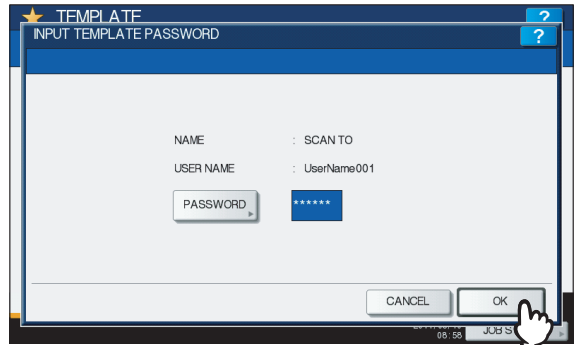 TEMPLATE ?
INPUT TEMPLATE PASSWORD ?
NAME : SCAN TO
USER NAME : UserName001
PASSWORD ******
CANCEL OK
08:58 JOB S